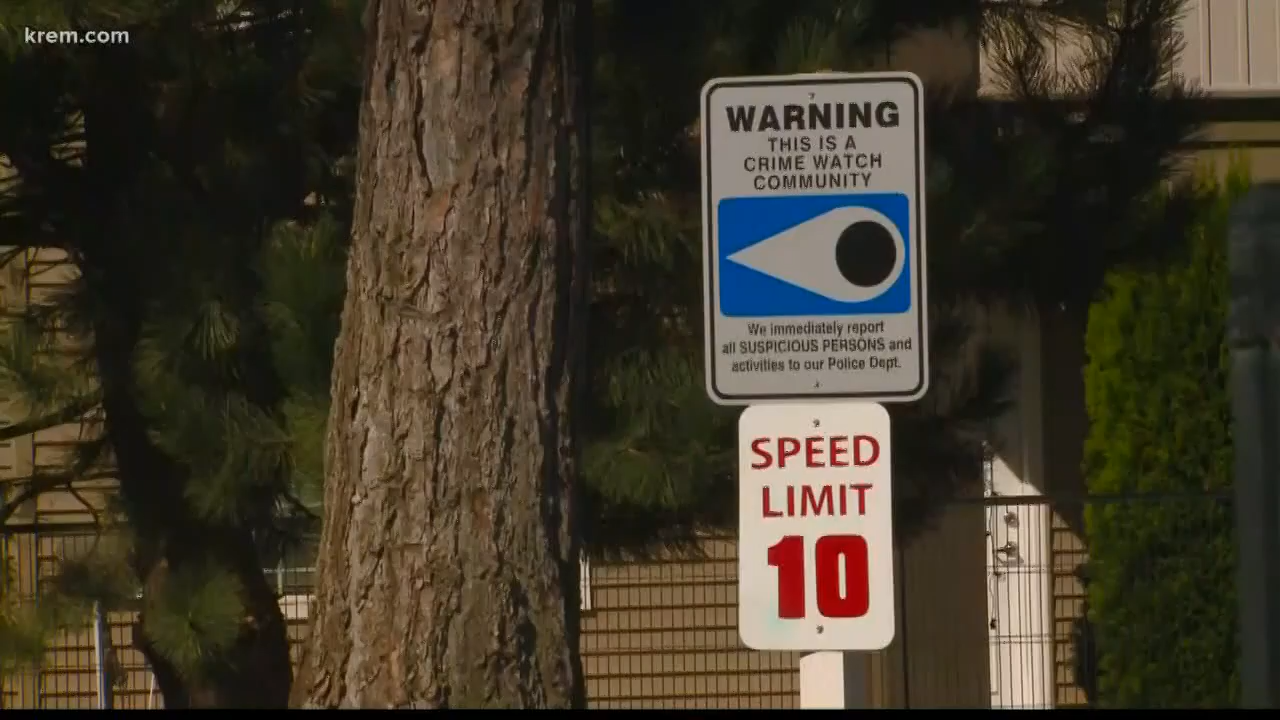 krem.com
WARNING
THIS IS A
CRIME WATCH
COMMUNITY
We immediately report
all SUSPICIOUS PERSONS and
activities to our Police Dept.
SPEED
LIMIT
10